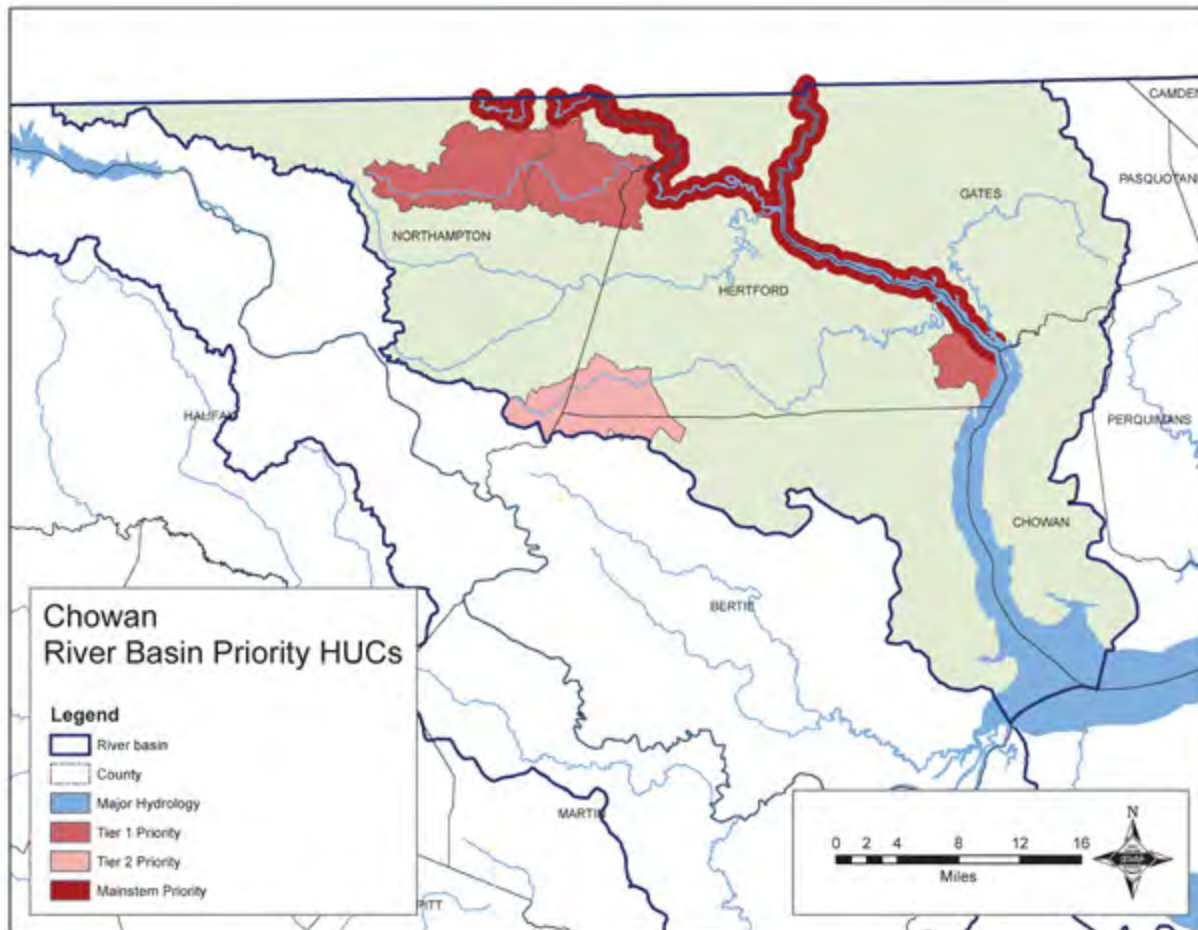 CAMDEN
PASQUOTANK
GATES
NORTHAMPTON
HERTFORD
HALIFAX
PERQUIMANS
CHOWAN
BERTIE
MARTIN
PITT
Chowan
River Basin Priority HUCs
Legend
River basin
County
Major Hydrology
Tier 1 Priority
Tier 2 Priority
Mainstem Priority
N
0 2 4 8 12 16
Miles